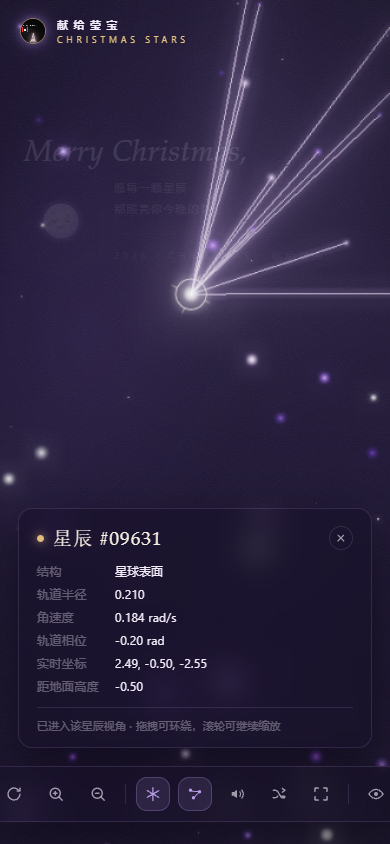 献给莹宝
CHRISTMAS STARS
Merry Christmas,
星辰 #09631
结构 星球表面
轨道半径 0.210
角速度 0.184 rad/s
轨道相位 -0.20 rad
实时坐标 2.49, -0.50, -2.55
距地面高度 -0.50
已进入该星辰视角 · 拖拽可环绕，滚轮可继续缩放